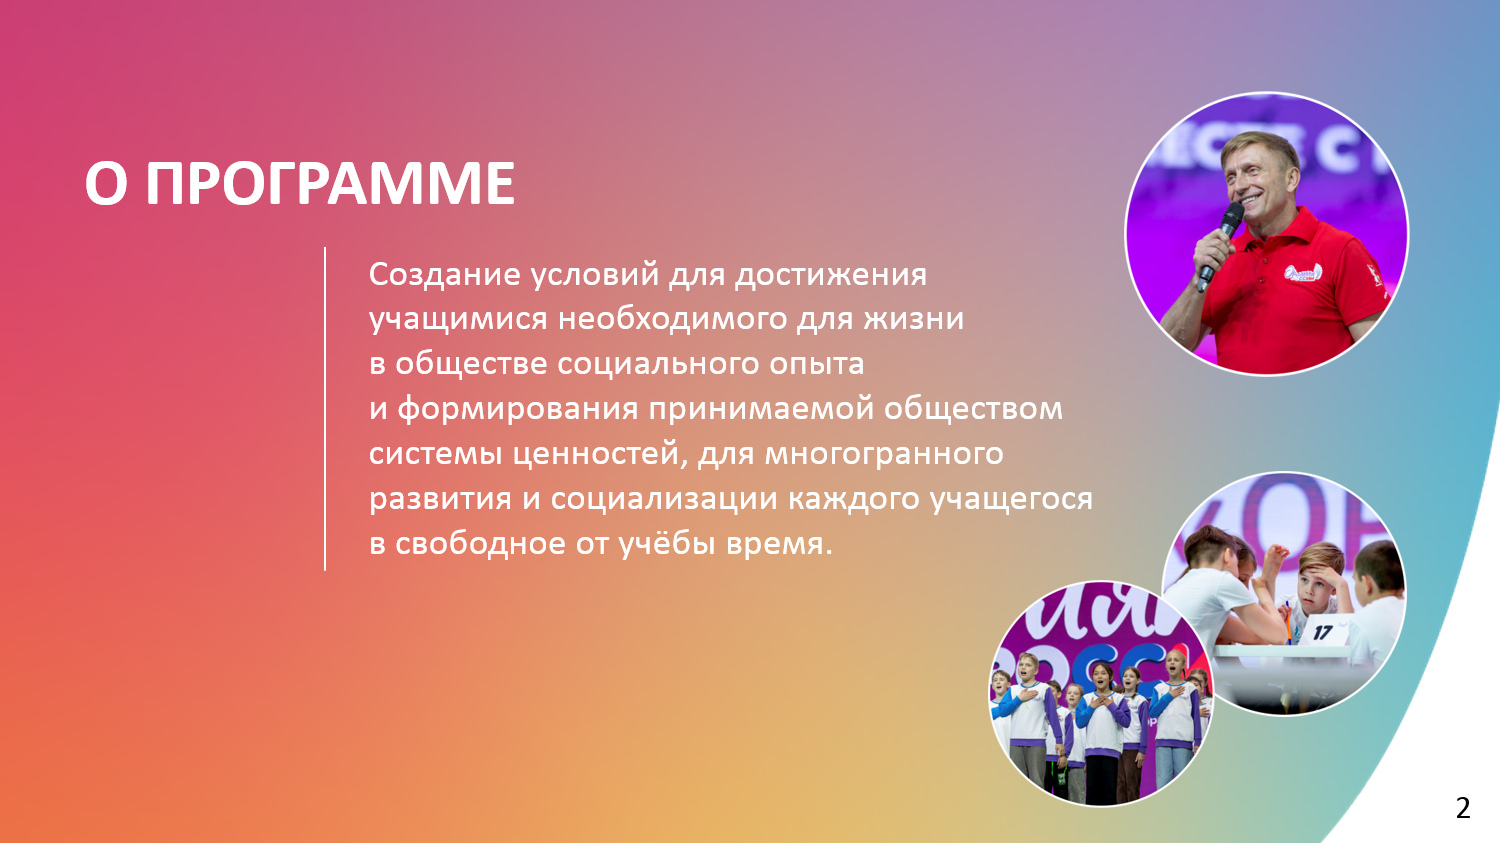 О ПРОГРАММЕ
Создание условий для достижения
учащимися необходимого для жизни
в обществе социального опыта
и формирования принимаемой обществом
системы ценностей, для многогранного
развития и социализации каждого учащегося
в свободное от учёбы время.
17
2